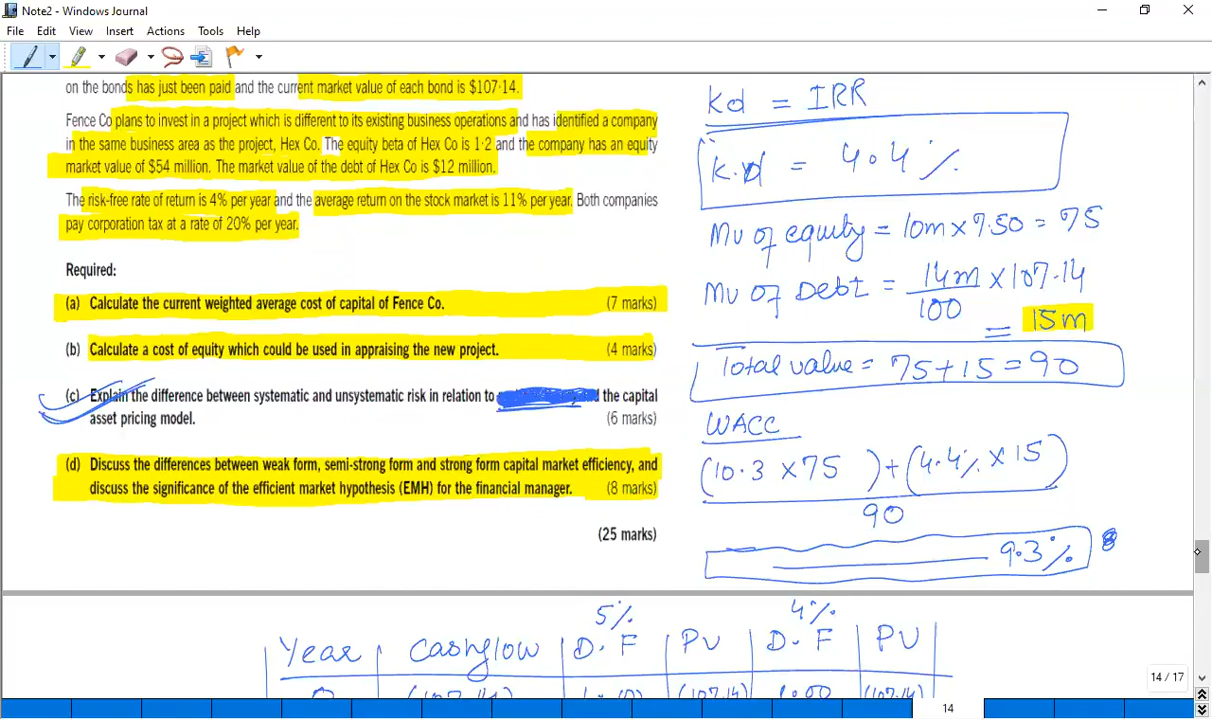 Note2 - Windows Journal
File Edit View Insert Actions Tools Help
on the bonds has just been paid and the current market value of each bond is $107·14.
Fence Co plans to invest in a project which is different to its existing business operations and has identified a company
in the same business area as the project, Hex Co. The equity beta of Hex Co is 1·2 and the company has an equity
market value of $54 million. The market value of the debt of Hex Co is $12 million.
The risk-free rate of return is 4% per year and the average return on the stock market is 11% per year. Both companies
pay corporation tax at a rate of 20% per year.
Required:
(a) Calculate the current weighted average cost of capital of Fence Co. (7 marks)
(b) Calculate a cost of equity which could be used in appraising the new project. (4 marks)
(c) Explain the difference between systematic and unsystematic risk in relation to the capital
asset pricing model. (6 marks)
(d) Discuss the differences between weak form, semi-strong form and strong form capital market efficiency, and
discuss the significance of the efficient market hypothesis (EMH) for the financial manager. (8 marks)
(25 marks)
Kd = IRR
K.d = 4.4%
Mv of equity = 10m x 7.50 = 75
Mv of Debt = 14m/100 x 107.14
= 15m
Total value = 75 + 15 = 90
WACC
(10.3 x 75) + (4.4% x 15)
90
9.3%
5% 4%
Year Cashflow D.F PV D.F PV
0 (107.14) 1.00 (107.14) 1.00 (107.14)
14 / 17
14